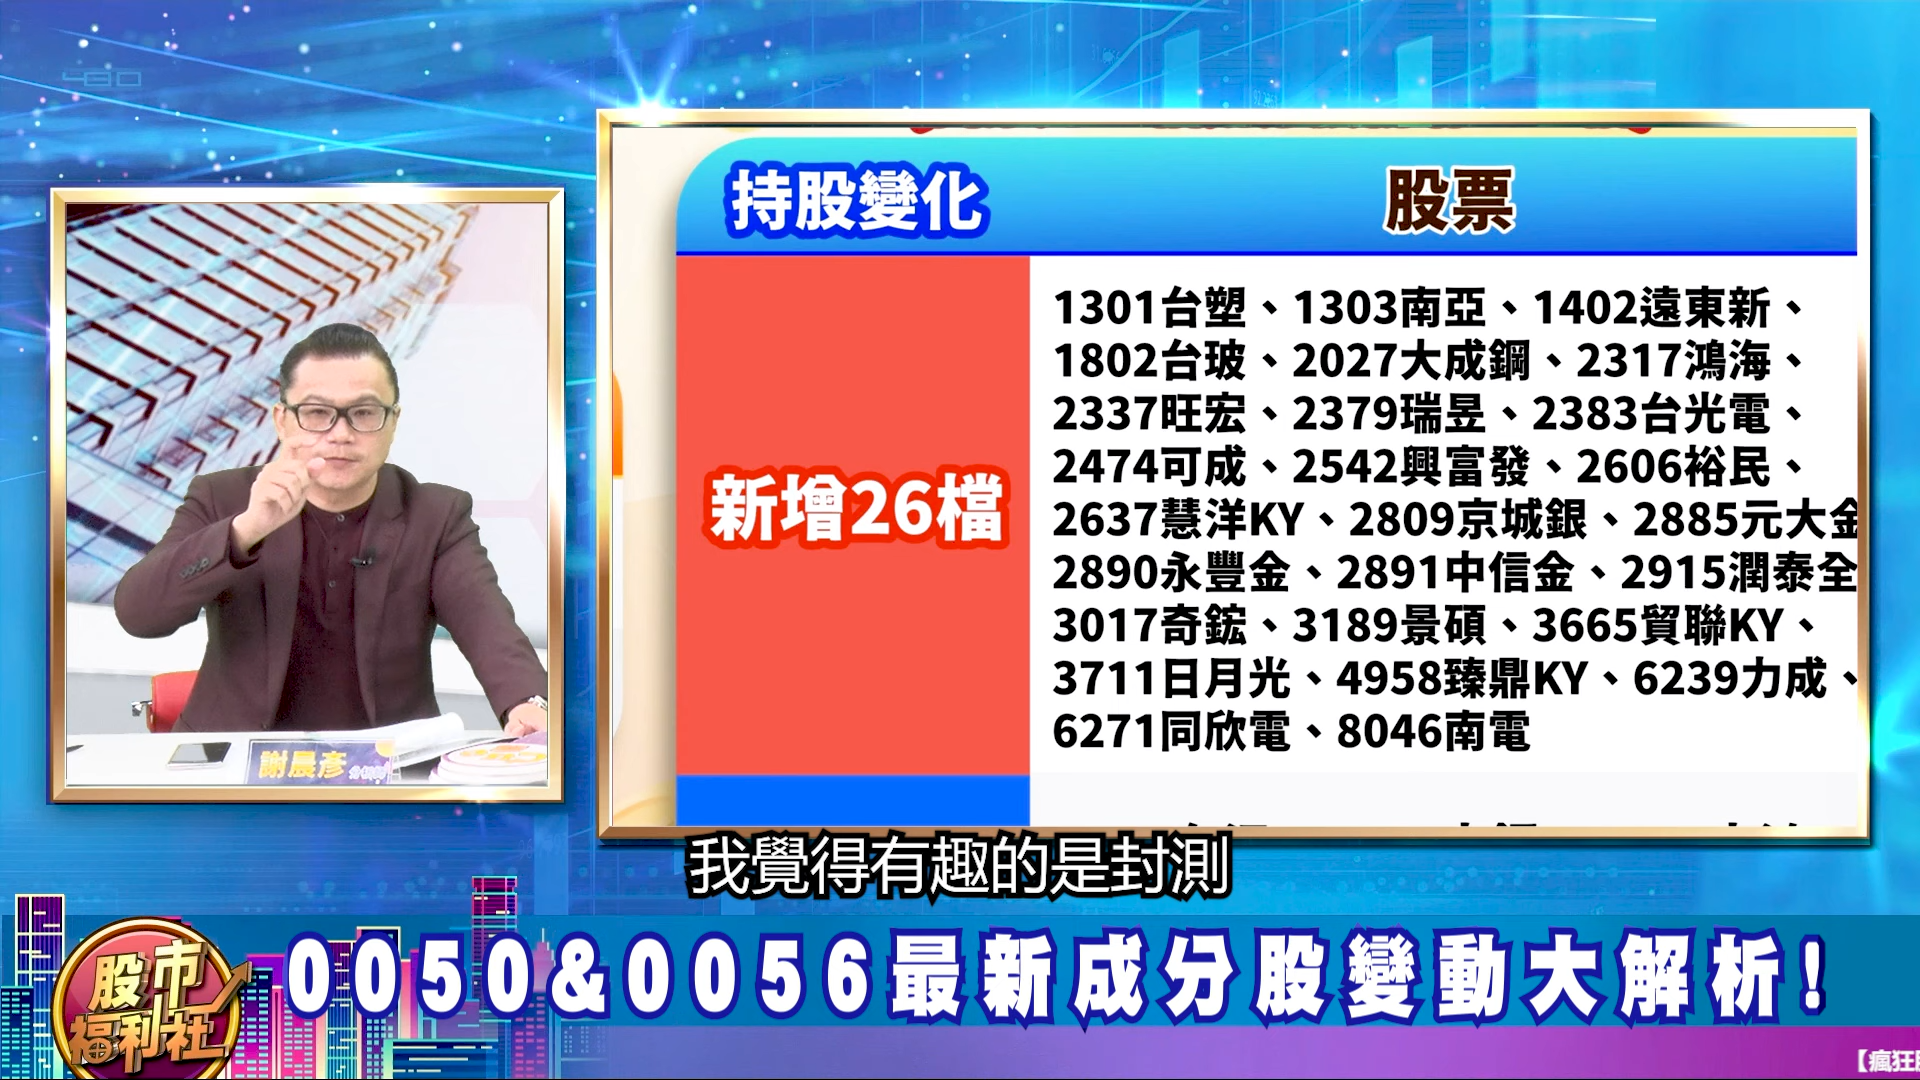 持股變化
股票
新增26檔
1301台塑、1303南亞、1402遠東新、
1802台玻、2027大成鋼、2317鴻海、
2337旺宏、2379瑞昱、2383台光電、
2474可成、2542興富發、2606裕民、
2637慧洋KY、2809京城銀、2885元大金
2890永豐金、2891中信金、2915潤泰全
3017奇鋐、3189景碩、3665貿聯KY、
3711日月光、4958臻鼎KY、6239力成、
6271同欣電、8046南電
謝晨彥
我覺得有趣的是封測
股市
福利社
0050&0056最新成分股變動大解析!
【瘋狂